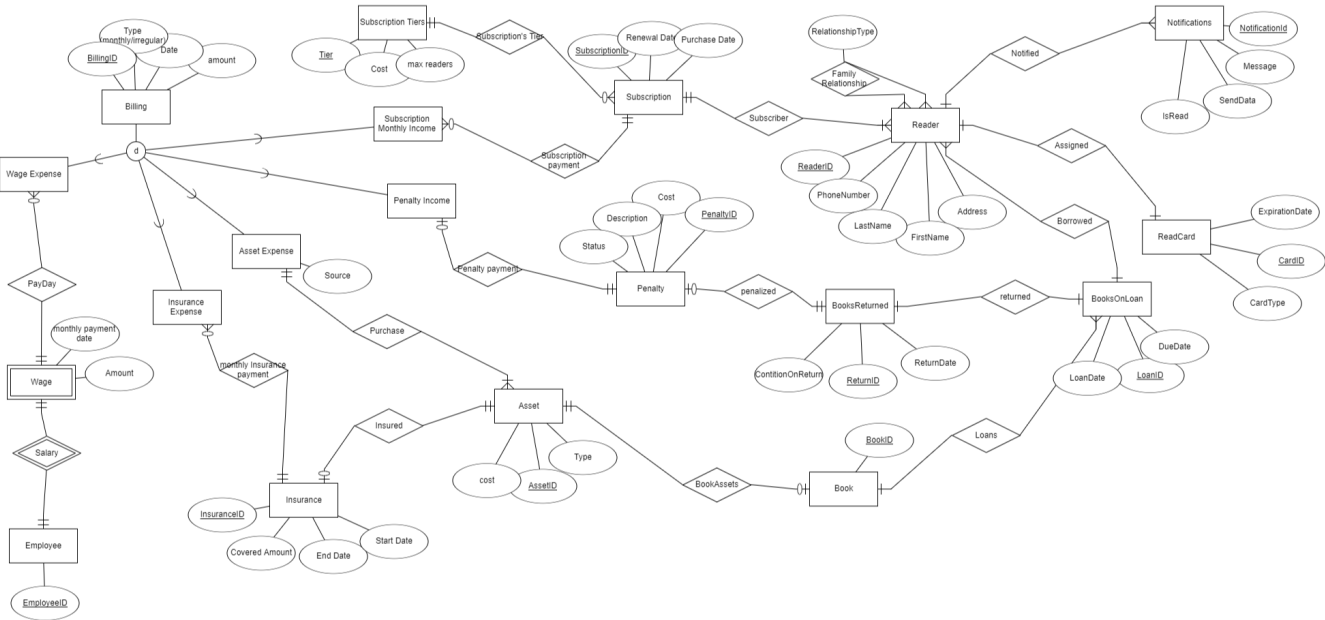 Type
(monthly/irregular)
BillingID
Date
amount
Billing
d
Subscription Tiers
Tier
Cost
max readers
Subscription's Tier
SubscriptionID
Renewal Date
Purchase Date
Subscription
Subscription
Monthly Income
Subscription
payment
Subscriber
RelationshipType
Family
Relationship
Reader
ReaderID
PhoneNumber
LastName
FirstName
Address
Notified
Notifications
NotificationId
Message
SendData
IsRead
Assigned
ReadCard
ExpirationDate
CardID
CardType
Borrowed
BooksOnLoan
DueDate
LoanID
LoanDate
returned
BooksReturned
ContitionOnReturn
ReturnID
ReturnDate
penalized
Penalty
Status
Description
Cost
PenaltyID
Penalty payment
Penalty Income
Wage Expense
PayDay
monthly payment
date
Amount
Wage
Salary
Employee
EmployeeID
Insurance
Expense
monthly Insurance
payment
Asset Expense
Source
Purchase
Asset
cost
AssetID
Type
Insured
Insurance
InsuranceID
Covered Amount
End Date
Start Date
BookAssets
Book
BookID
Loans